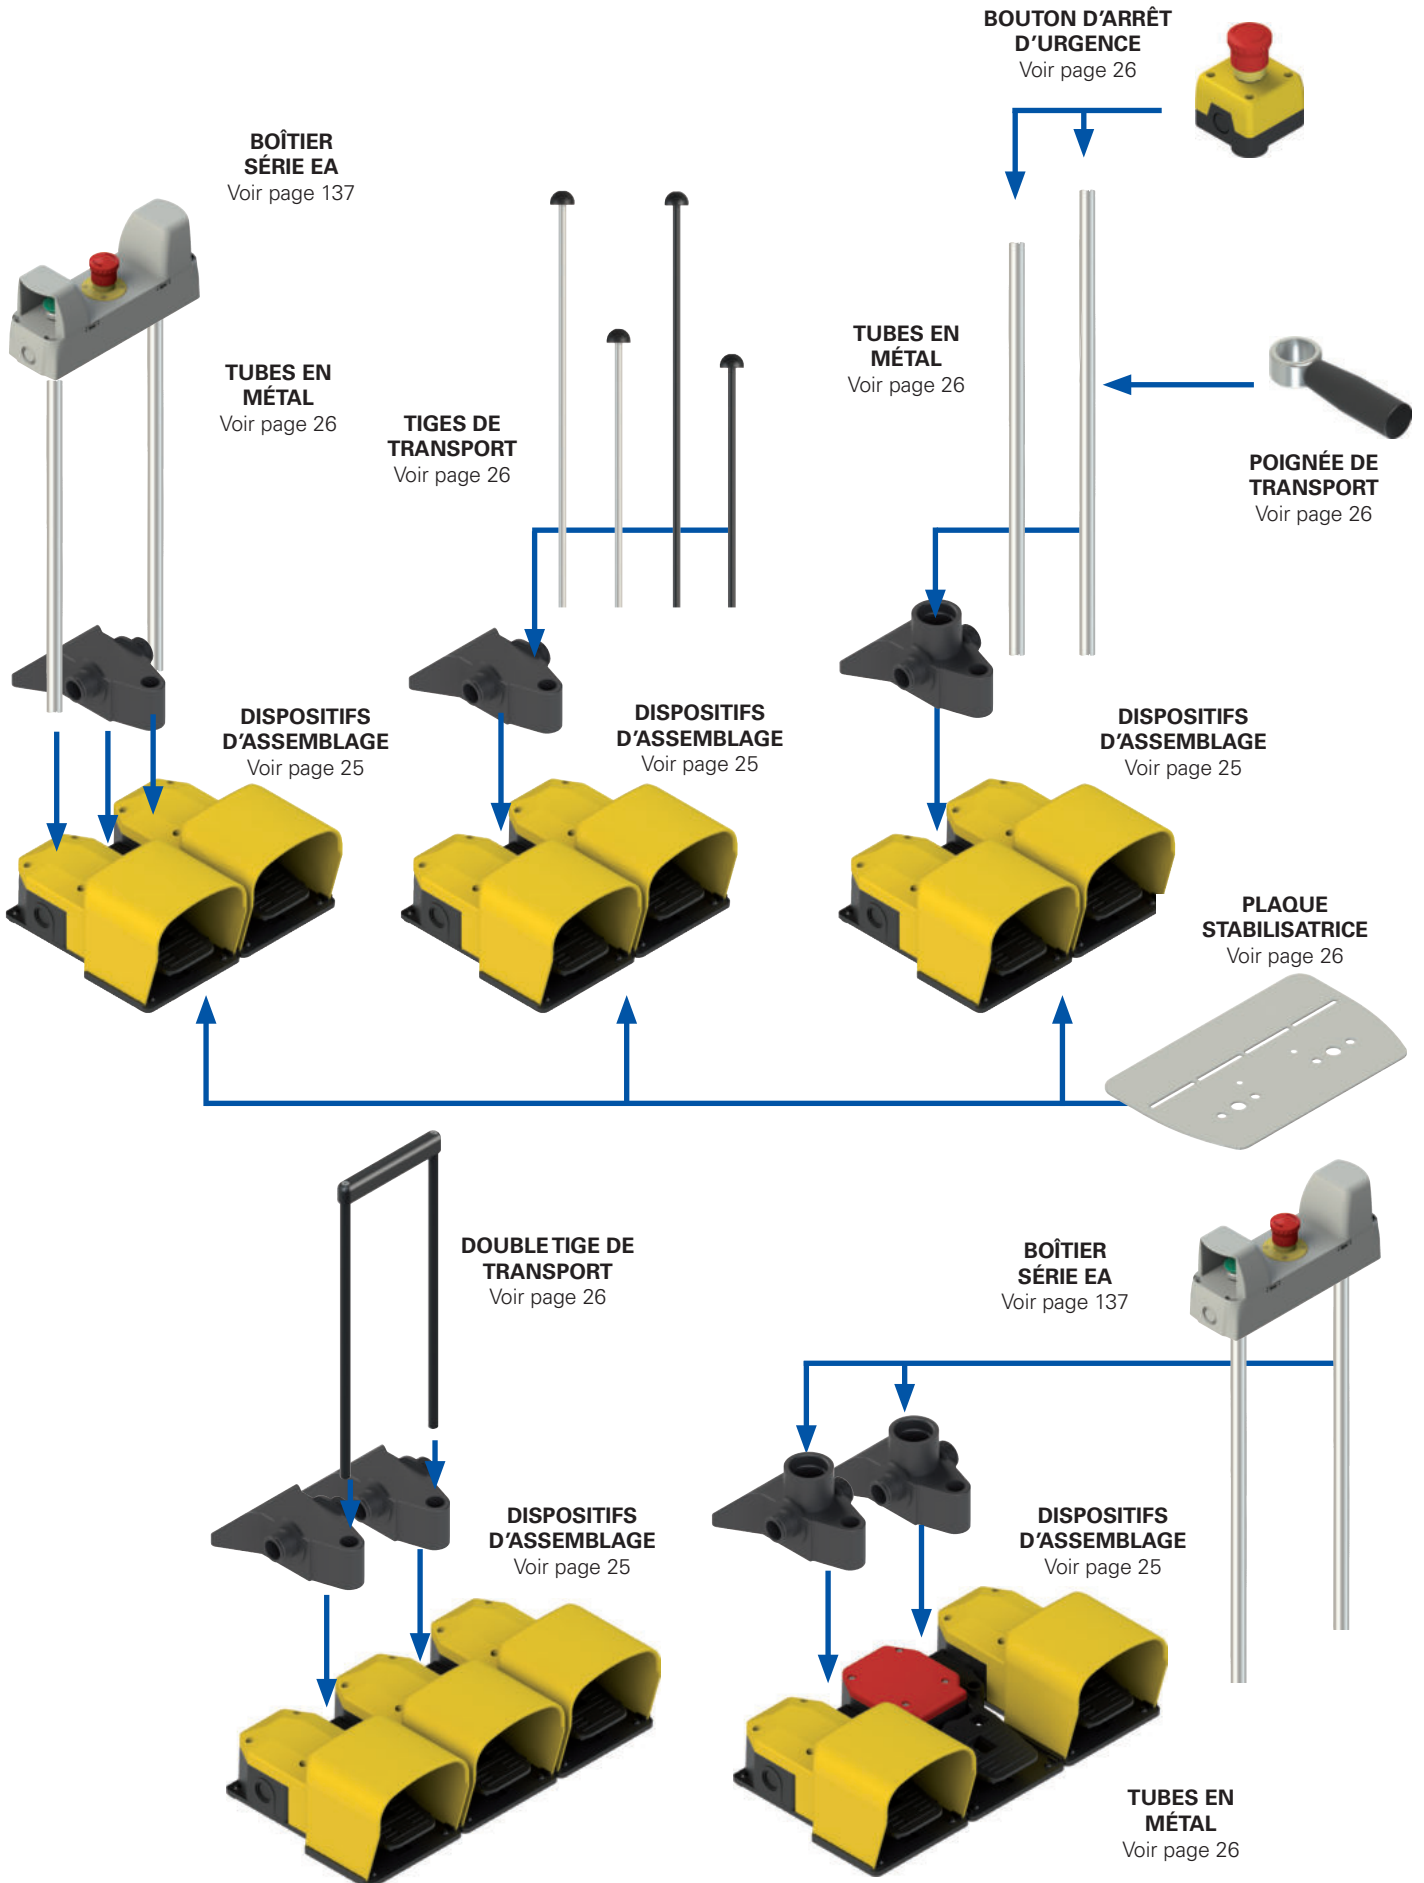 BOUTON D'ARRÊT
D'URGENCE
Voir page 26
BOÎTIER
SÉRIE EA
Voir page 137
TUBES EN
MÉTAL
Voir page 26
TIGES DE
TRANSPORT
Voir page 26
TUBES EN
MÉTAL
Voir page 26
POIGNÉE DE
TRANSPORT
Voir page 26
DISPOSITIFS
D'ASSEMBLAGE
Voir page 25
DISPOSITIFS
D'ASSEMBLAGE
Voir page 25
DISPOSITIFS
D'ASSEMBLAGE
Voir page 25
PLAQUE
STABILISATRICE
Voir page 26
DOUBLE TIGE DE
TRANSPORT
Voir page 26
BOÎTIER
SÉRIE EA
Voir page 137
DISPOSITIFS
D'ASSEMBLAGE
Voir page 25
DISPOSITIFS
D'ASSEMBLAGE
Voir page 25
TUBES EN
MÉTAL
Voir page 26